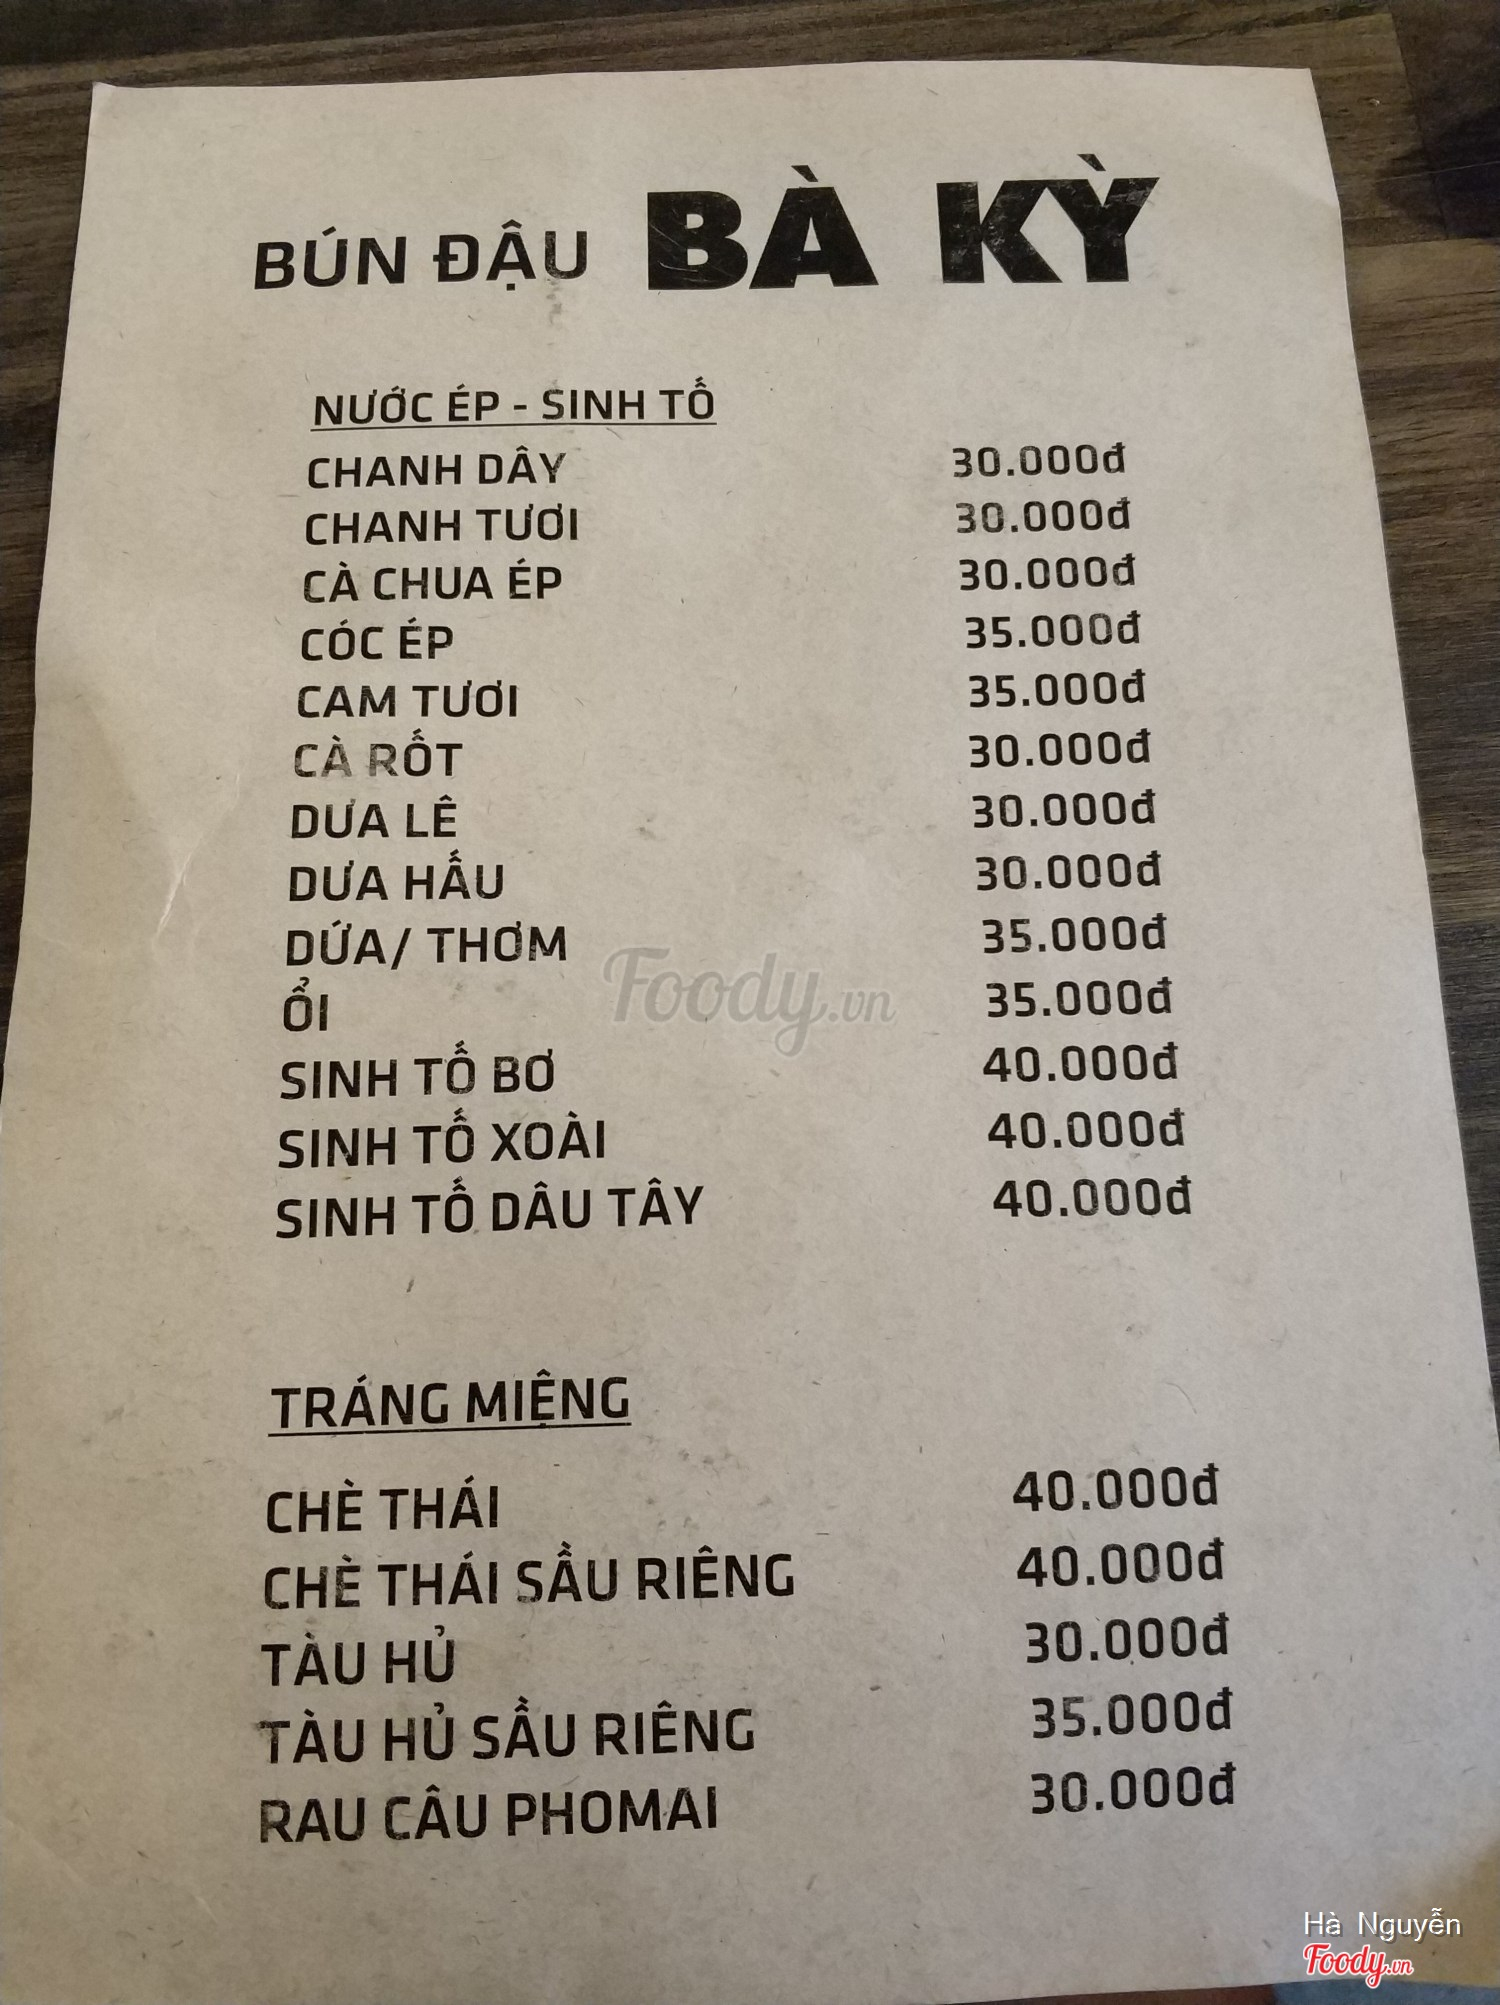 BÚN ĐẬU BÀ KỲ
NƯỚC ÉP - SINH TỐ
CHANH DÂY 30.000đ
CHANH TƯƠI 30.000đ
CÀ CHUA ÉP 30.000đ
CÓC ÉP 35.000đ
CAM TƯƠI 35.000đ
CÀ RỐT 30.000đ
DƯA LÊ 30.000đ
DƯA HẤU 30.000đ
DỨA/ THƠM 35.000đ
ỔI 35.000đ
SINH TỐ BƠ 40.000đ
SINH TỐ XOÀI 40.000đ
SINH TỐ DÂU TÂY 40.000đ
TRÁNG MIỆNG
CHÈ THÁI 40.000đ
CHÈ THÁI SẦU RIÊNG 40.000đ
TÀU HỦ 30.000đ
TÀU HỦ SẦU RIÊNG 35.000đ
RAU CÂU PHOMAI 30.000đ
Foody.vn
Hà Nguyễn
Foody.vn